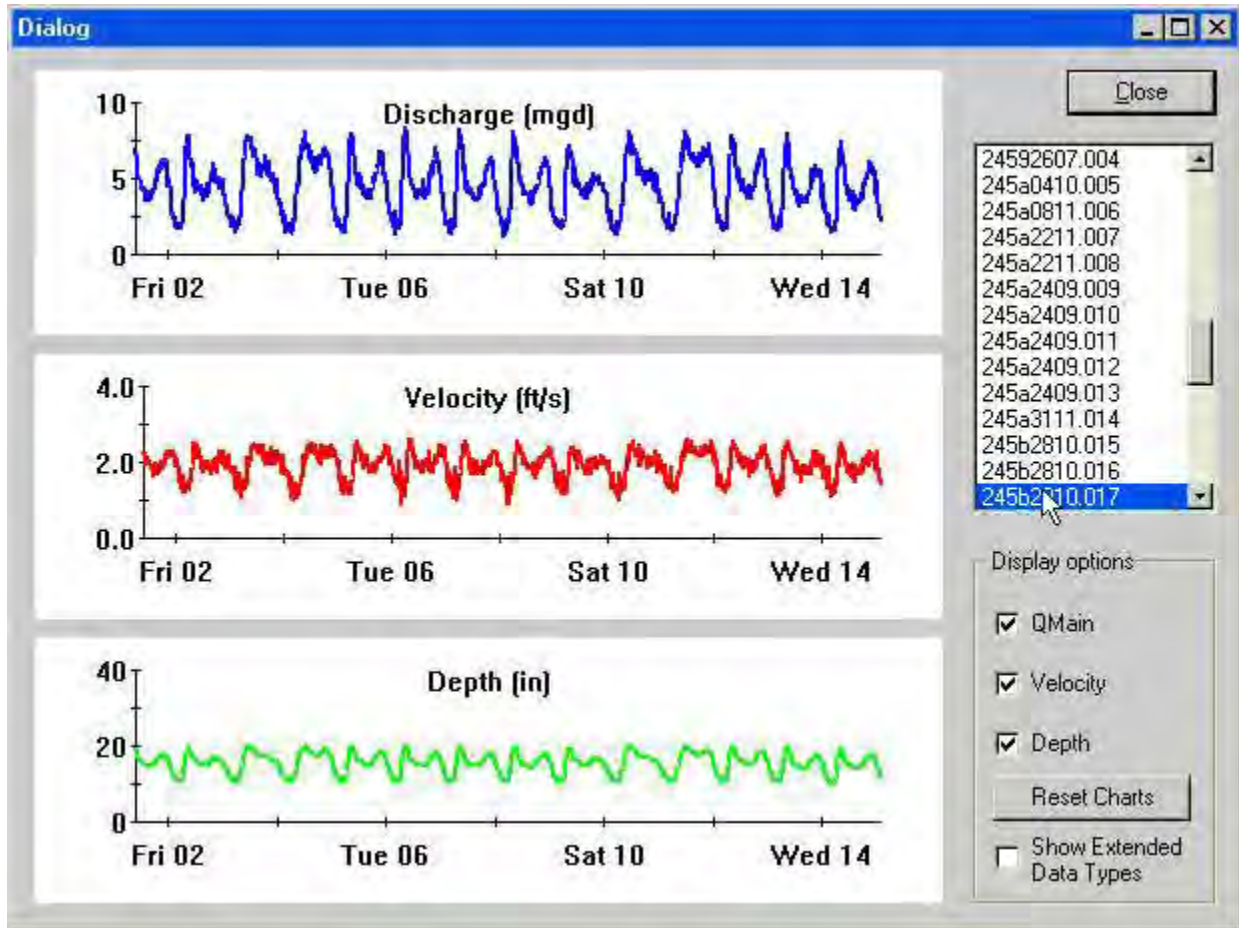 Dialog
Close
10
Discharge (mgd)
5
0
Fri 02 Tue 06 Sat 10 Wed 14
4.0
Velocity (ft/s)
2.0
0.0
Fri 02 Tue 06 Sat 10 Wed 14
40
Depth (in)
20
0
Fri 02 Tue 06 Sat 10 Wed 14
24592607.004
245a0410.005
245a0811.006
245a2211.007
245a2211.008
245a2409.009
245a2409.010
245a2409.011
245a2409.012
245a2409.013
245a3111.014
245b2810.015
245b2810.016
Display options
QMain
Velocity
Depth
Reset Charts
Show Extended
Data Types